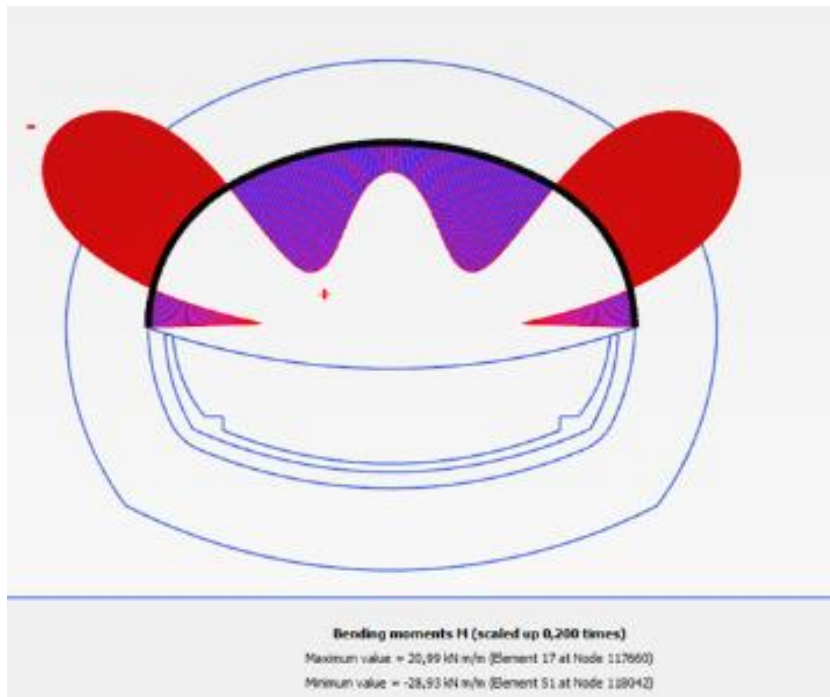 -
+
Bending moments M (scaled up 0,200 times)
Maximum value = 20,99 kN m/m (Element 17 at Node 117660)
Minimum value = -28,93 kN m/m (Element 51 at Node 118042)